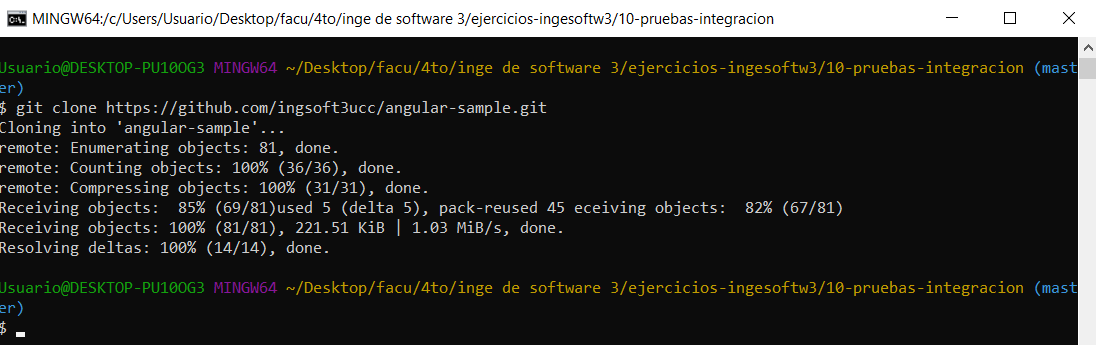 MINGW64:/c/Users/Usuario/Desktop/facu/4to/inge de software 3/ejercicios-ingesoftw3/10-pruebas-integracion
Usuario@DESKTOP-PU10OG3 MINGW64 ~/Desktop/facu/4to/inge de software 3/ejercicios-ingesoftw3/10-pruebas-integracion (mast
er)
$ git clone https://github.com/ingsoft3ucc/angular-sample.git
Cloning into 'angular-sample'...
remote: Enumerating objects: 81, done.
remote: Counting objects: 100% (36/36), done.
remote: Compressing objects: 100% (31/31), done.
Receiving objects:  85% (69/81)used 5 (delta 5), pack-reused 45 eceiving objects:  82% (67/81)
Receiving objects: 100% (81/81), 221.51 KiB | 1.03 MiB/s, done.
Resolving deltas: 100% (14/14), done.
Usuario@DESKTOP-PU10OG3 MINGW64 ~/Desktop/facu/4to/inge de software 3/ejercicios-ingesoftw3/10-pruebas-integracion (mast
er)
$